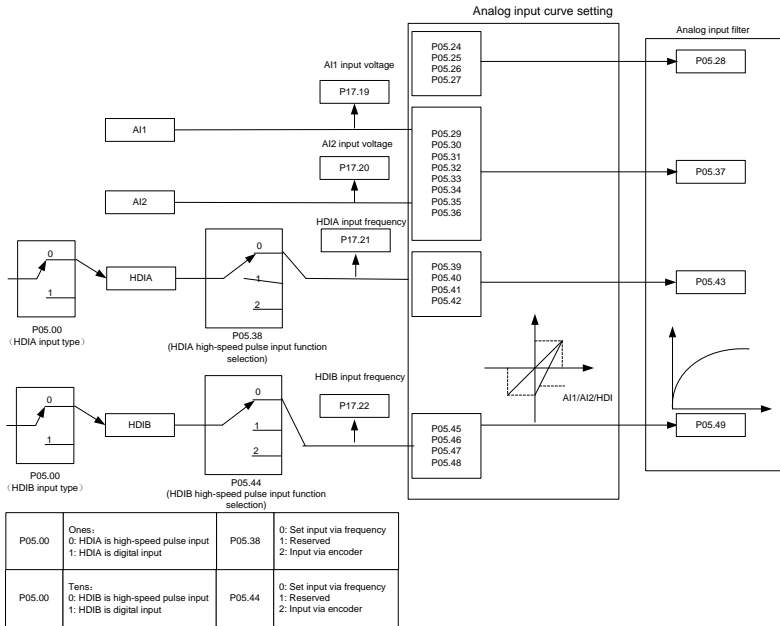 Analog input curve setting
Analog input filter
P05.24
P05.25
P05.26
P05.27
P05.28
AI1 input voltage
P17.19
AI1
P05.29
P05.30
P05.31
P05.32
P05.33
P05.34
P05.35
P05.36
P05.37
AI2 input voltage
P17.20
AI2
HDIA input frequency
P17.21
0
1
HDIA
0
1
2
P05.39
P05.40
P05.41
P05.42
P05.43
P05.00
(HDIA input type)
P05.38
(HDIA high-speed pulse input function
selection)
AI1/AI2/HDI
HDIB input frequency
P17.22
0
1
HDIB
0
1
2
P05.45
P05.46
P05.47
P05.48
P05.49
P05.00
(HDIB input type)
P05.44
(HDIB high-speed pulse input function
selection)
P05.00
Ones:
0: HDIA is high-speed pulse input
1: HDIA is digital input
P05.38
0: Set input via frequency
1: Reserved
2: Input via encoder
P05.00
Tens:
0: HDIB is high-speed pulse input
1: HDIB is digital input
P05.44
0: Set input via frequency
1: Reserved
2: Input via encoder